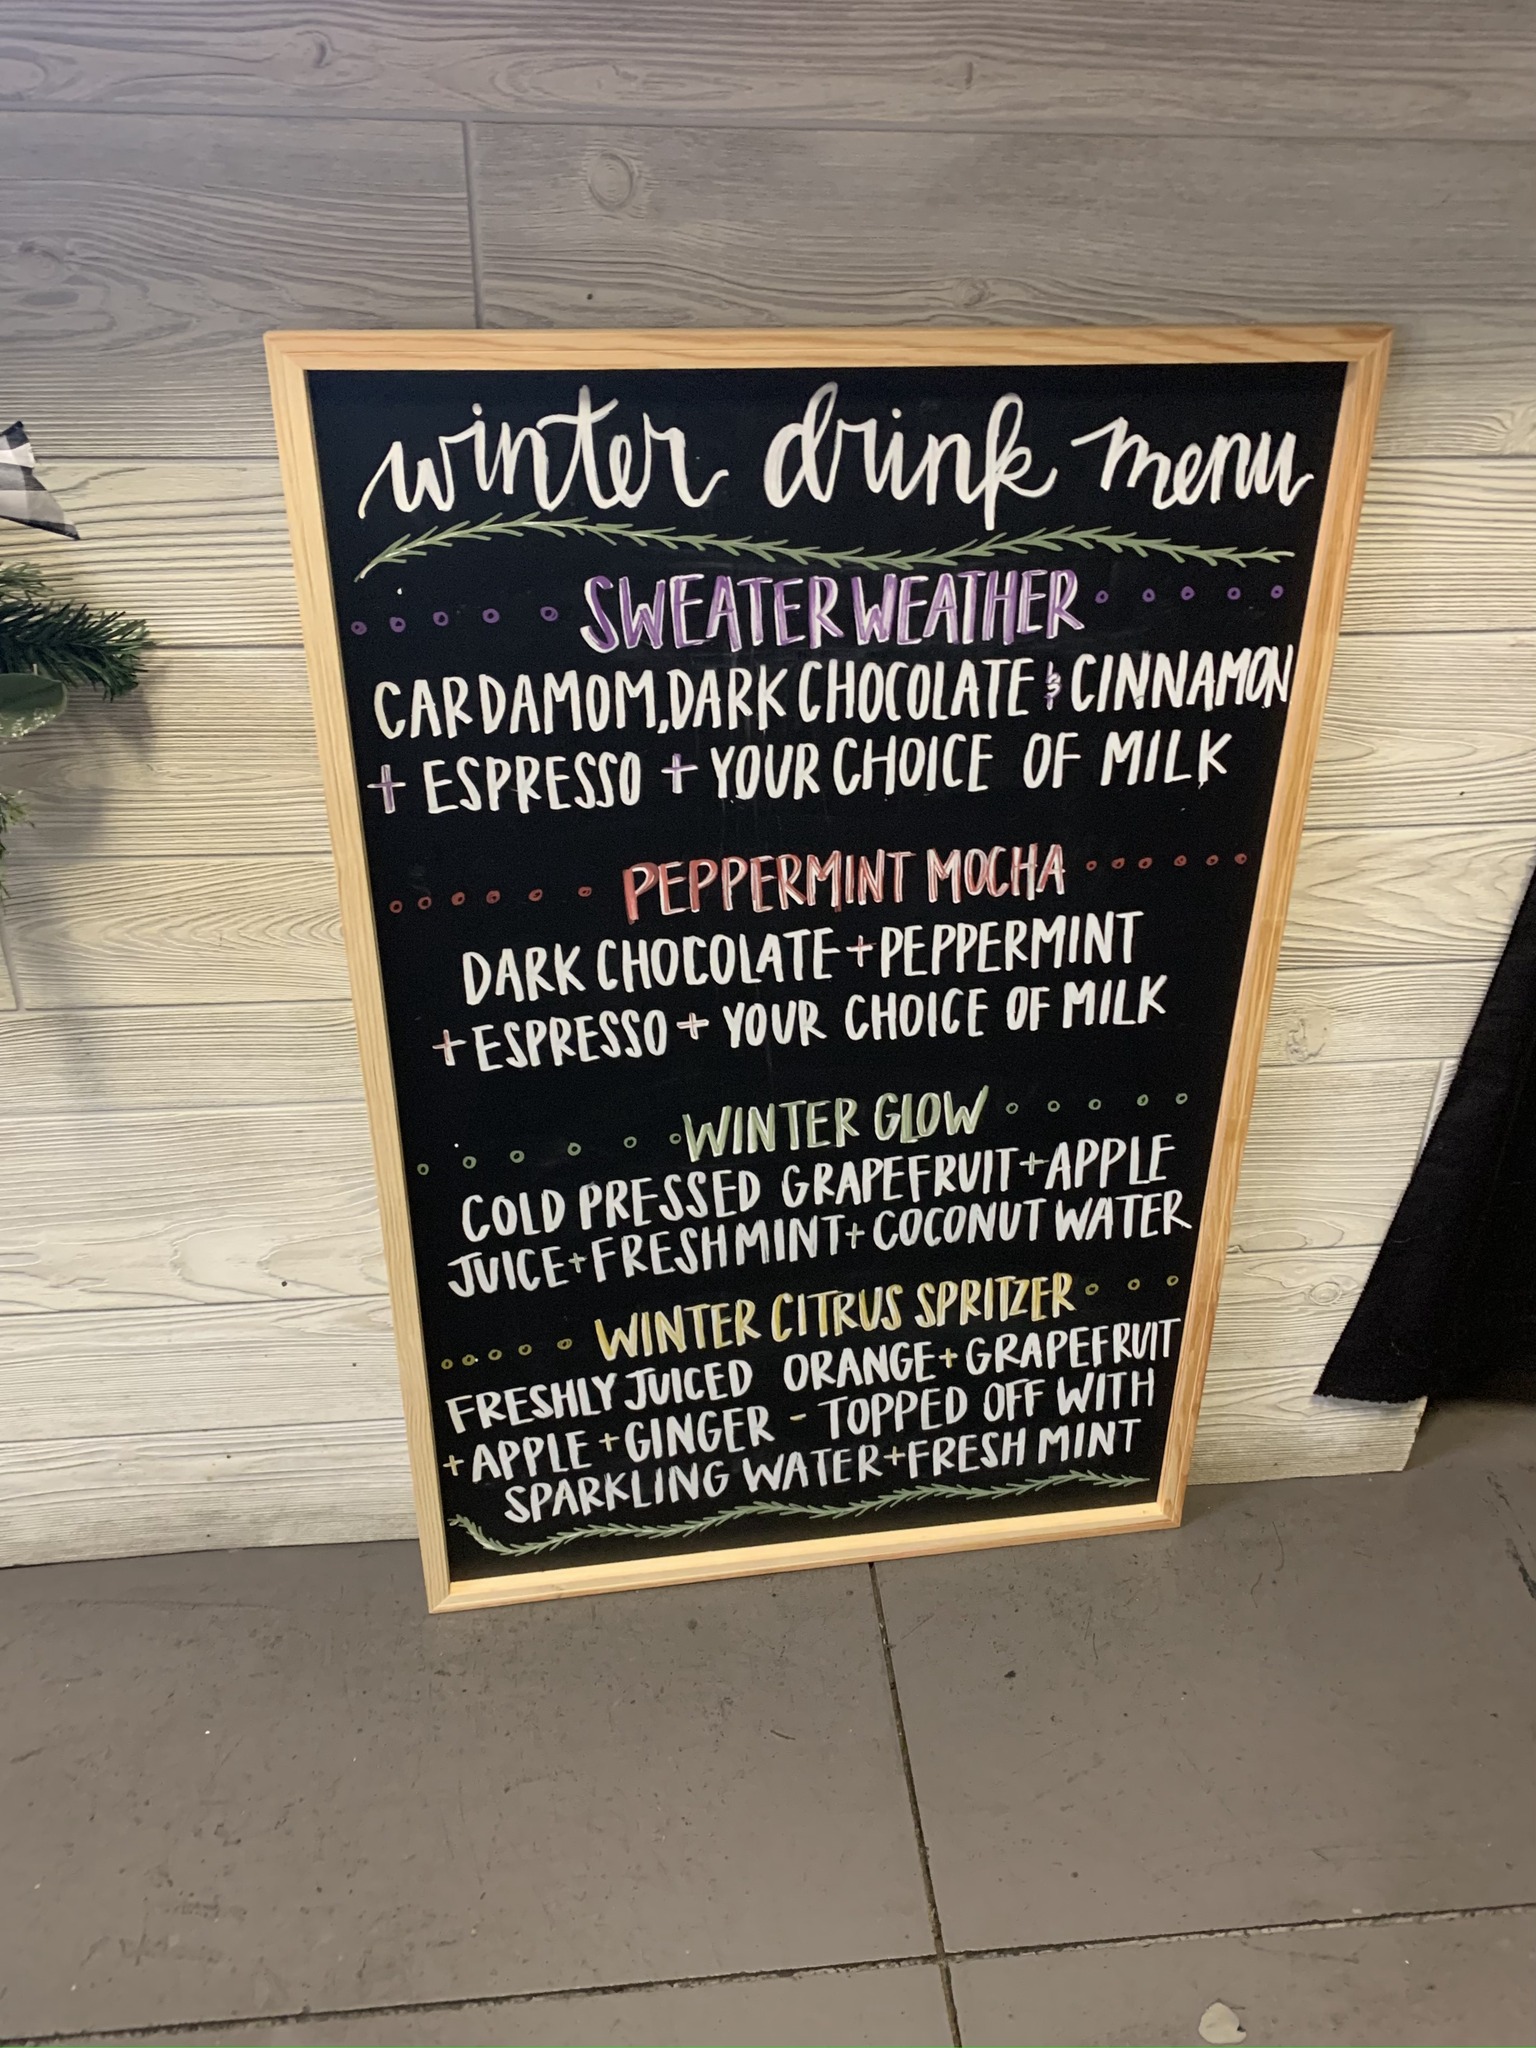 winter drink menu
SWEATER WEATHER
CARDAMOM, DARK CHOCOLATE & CINNAMON
+ ESPRESSO + YOUR CHOICE OF MILK
PEPPERMINT MOCHA
DARK CHOCOLATE + PEPPERMINT
+ ESPRESSO + YOUR CHOICE OF MILK
WINTER GLOW
COLD PRESSED GRAPEFRUIT + APPLE
JUICE + FRESH MINT + COCONUT WATER
WINTER CITRUS SPRITZER
FRESHLY JUICED ORANGE + GRAPEFRUIT
+ APPLE + GINGER - TOPPED OFF WITH
SPARKLING WATER + FRESH MINT